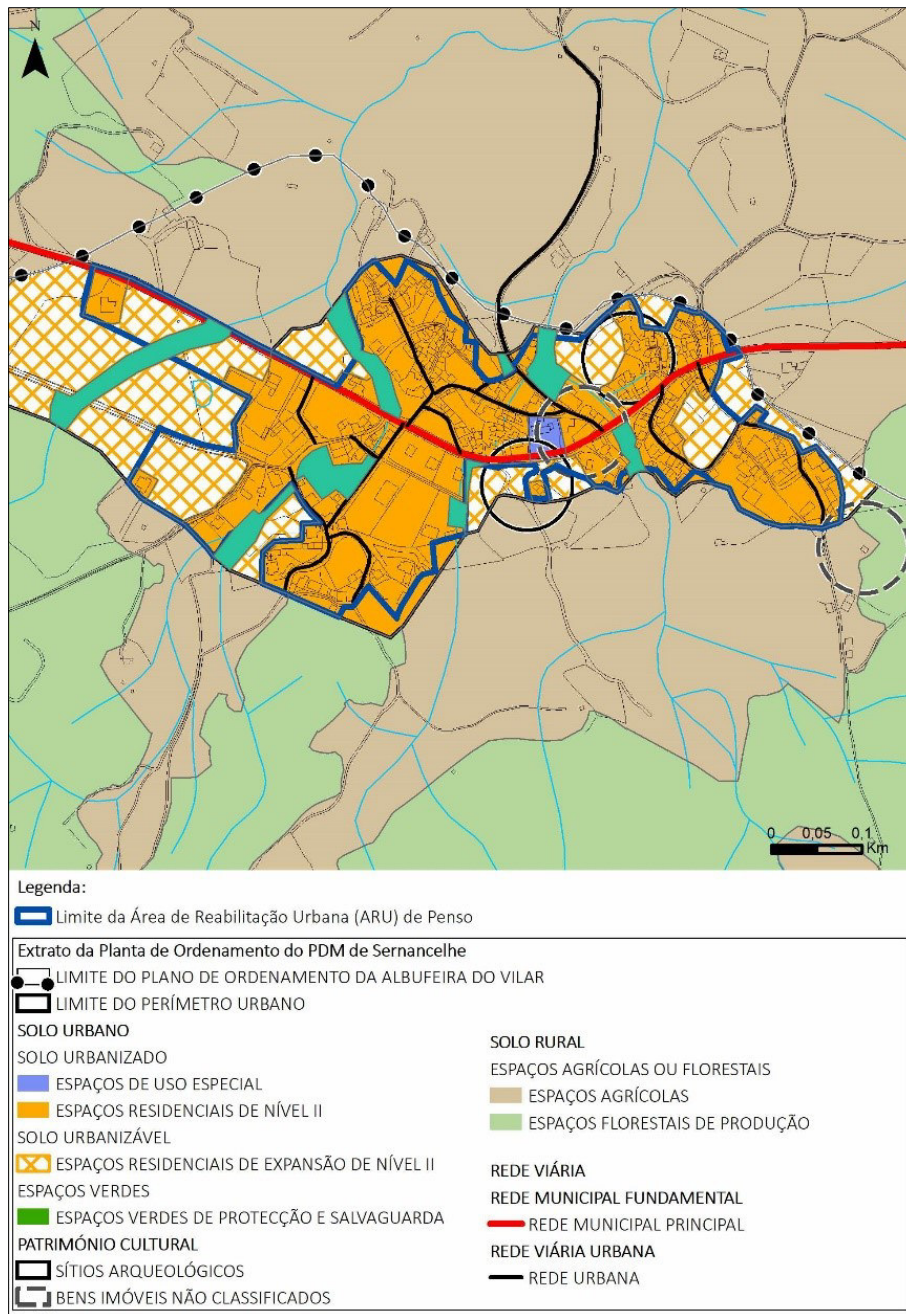 N
0 0,05 0,1
Km
Legenda:
Limite da Área de Reabilitação Urbana (ARU) de Penso
Extrato da Planta de Ordenamento do PDM de Sernancelhe
LIMITE DO PLANO DE ORDENAMENTO DA ALBUFEIRA DO VILAR
LIMITE DO PERÍMETRO URBANO
SOLO URBANO
SOLO URBANIZADO
ESPAÇOS DE USO ESPECIAL
ESPAÇOS RESIDENCIAIS DE NÍVEL II
SOLO URBANIZÁVEL
ESPAÇOS RESIDENCIAIS DE EXPANSÃO DE NÍVEL II
ESPAÇOS VERDES
ESPAÇOS VERDES DE PROTECÇÃO E SALVAGUARDA
PATRIMÓNIO CULTURAL
SÍTIOS ARQUEOLÓGICOS
BENS IMÓVEIS NÃO CLASSIFICADOS
SOLO RURAL
ESPAÇOS AGRÍCOLAS OU FLORESTAIS
ESPAÇOS AGRÍCOLAS
ESPAÇOS FLORESTAIS DE PRODUÇÃO
REDE VIÁRIA
REDE MUNICIPAL FUNDAMENTAL
REDE MUNICIPAL PRINCIPAL
REDE VIÁRIA URBANA
REDE URBANA